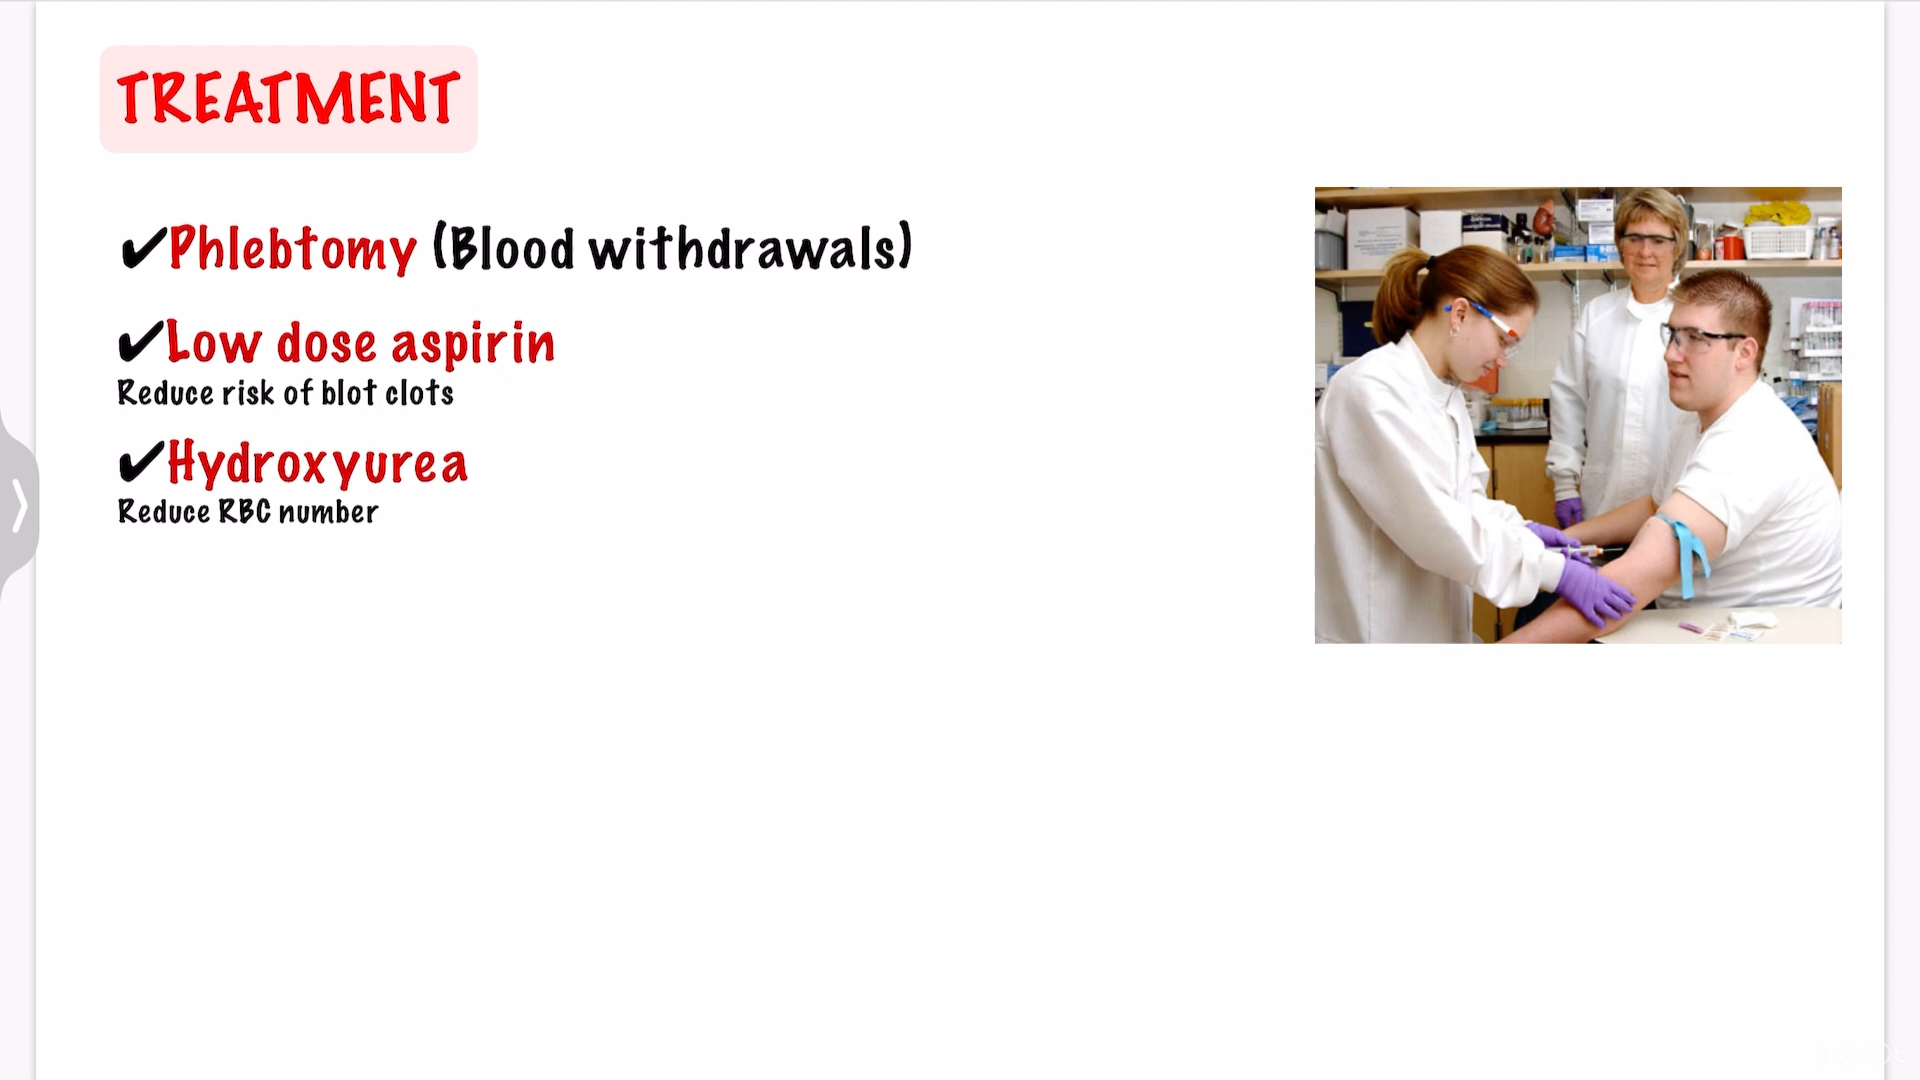 TREATMENT
✔Phlebtomy (Blood withdrawals)
✔Low dose aspirin
Reduce risk of blot clots
✔Hydroxyurea
Reduce RBC number